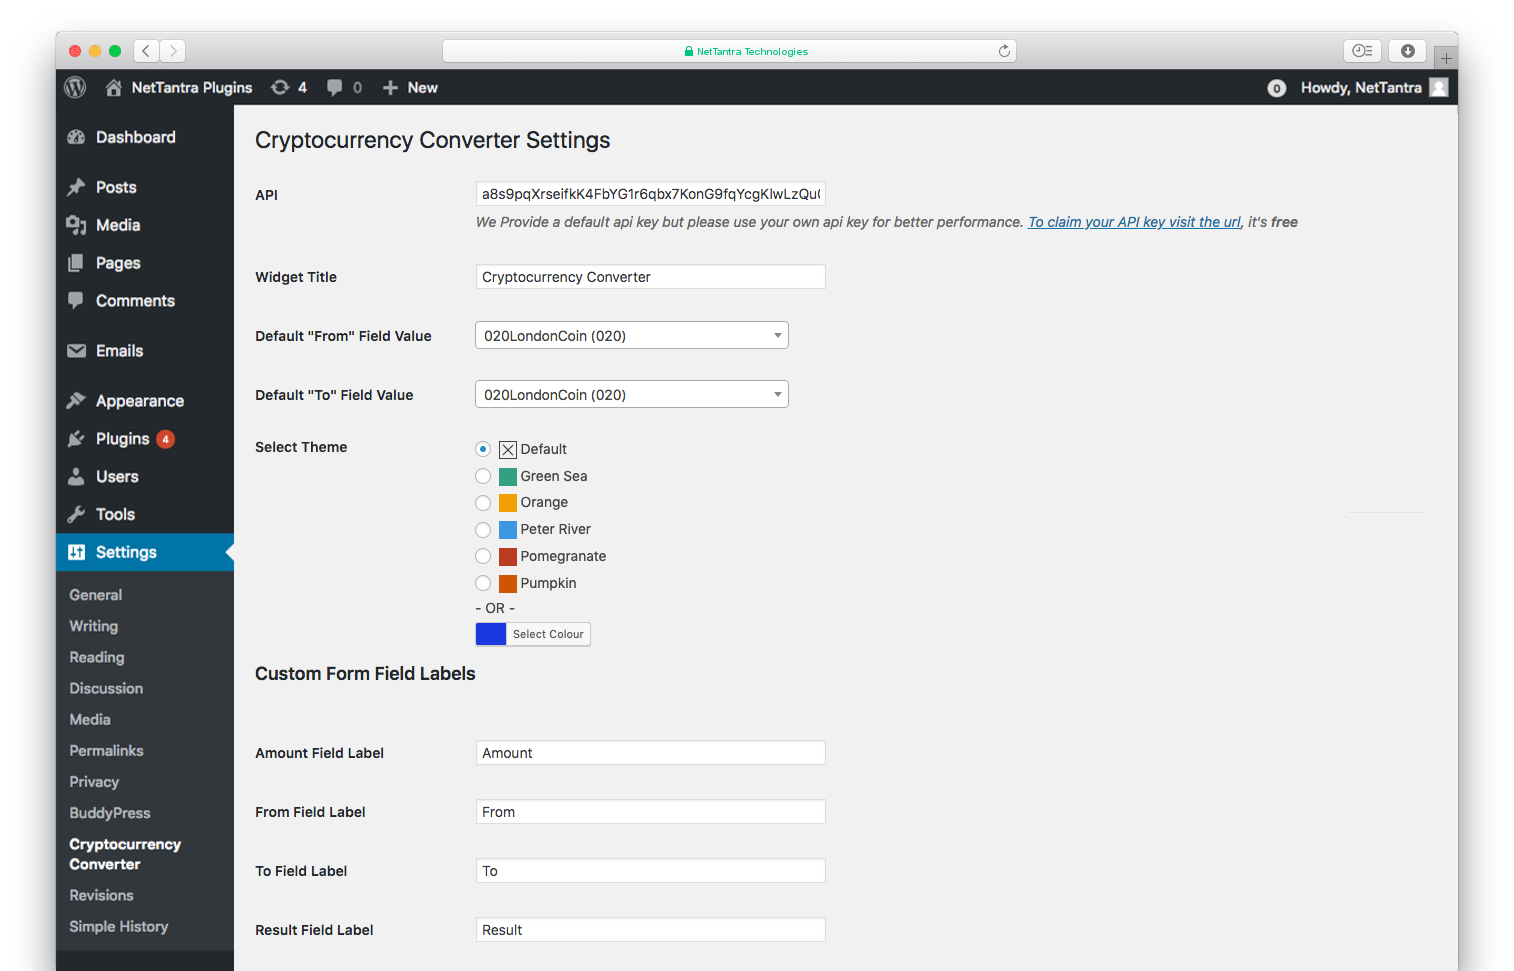 NetTantra Technologies
NetTantra Plugins 4 0 New 0 Howdy, NetTantra
Dashboard
Posts
Media
Pages
Comments
Emails
Appearance
Plugins 4
Users
Tools
Settings
General
Writing
Reading
Discussion
Media
Permalinks
Privacy
BuddyPress
Cryptocurrency
Converter
Revisions
Simple History
Cryptocurrency Converter Settings
API a8s9pqXrseifkK4FbYG1r6qbx7KonG9fqYcgKlwLzQu
We Provide a default api key but please use your own api key for better performance. To claim your API key visit the url, it's free
Widget Title Cryptocurrency Converter
Default "From" Field Value 020LondonCoin (020)
Default "To" Field Value 020LondonCoin (020)
Select Theme Default
Green Sea
Orange
Peter River
Pomegranate
Pumpkin
- OR -
Select Colour
Custom Form Field Labels
Amount Field Label Amount
From Field Label From
To Field Label To
Result Field Label Result